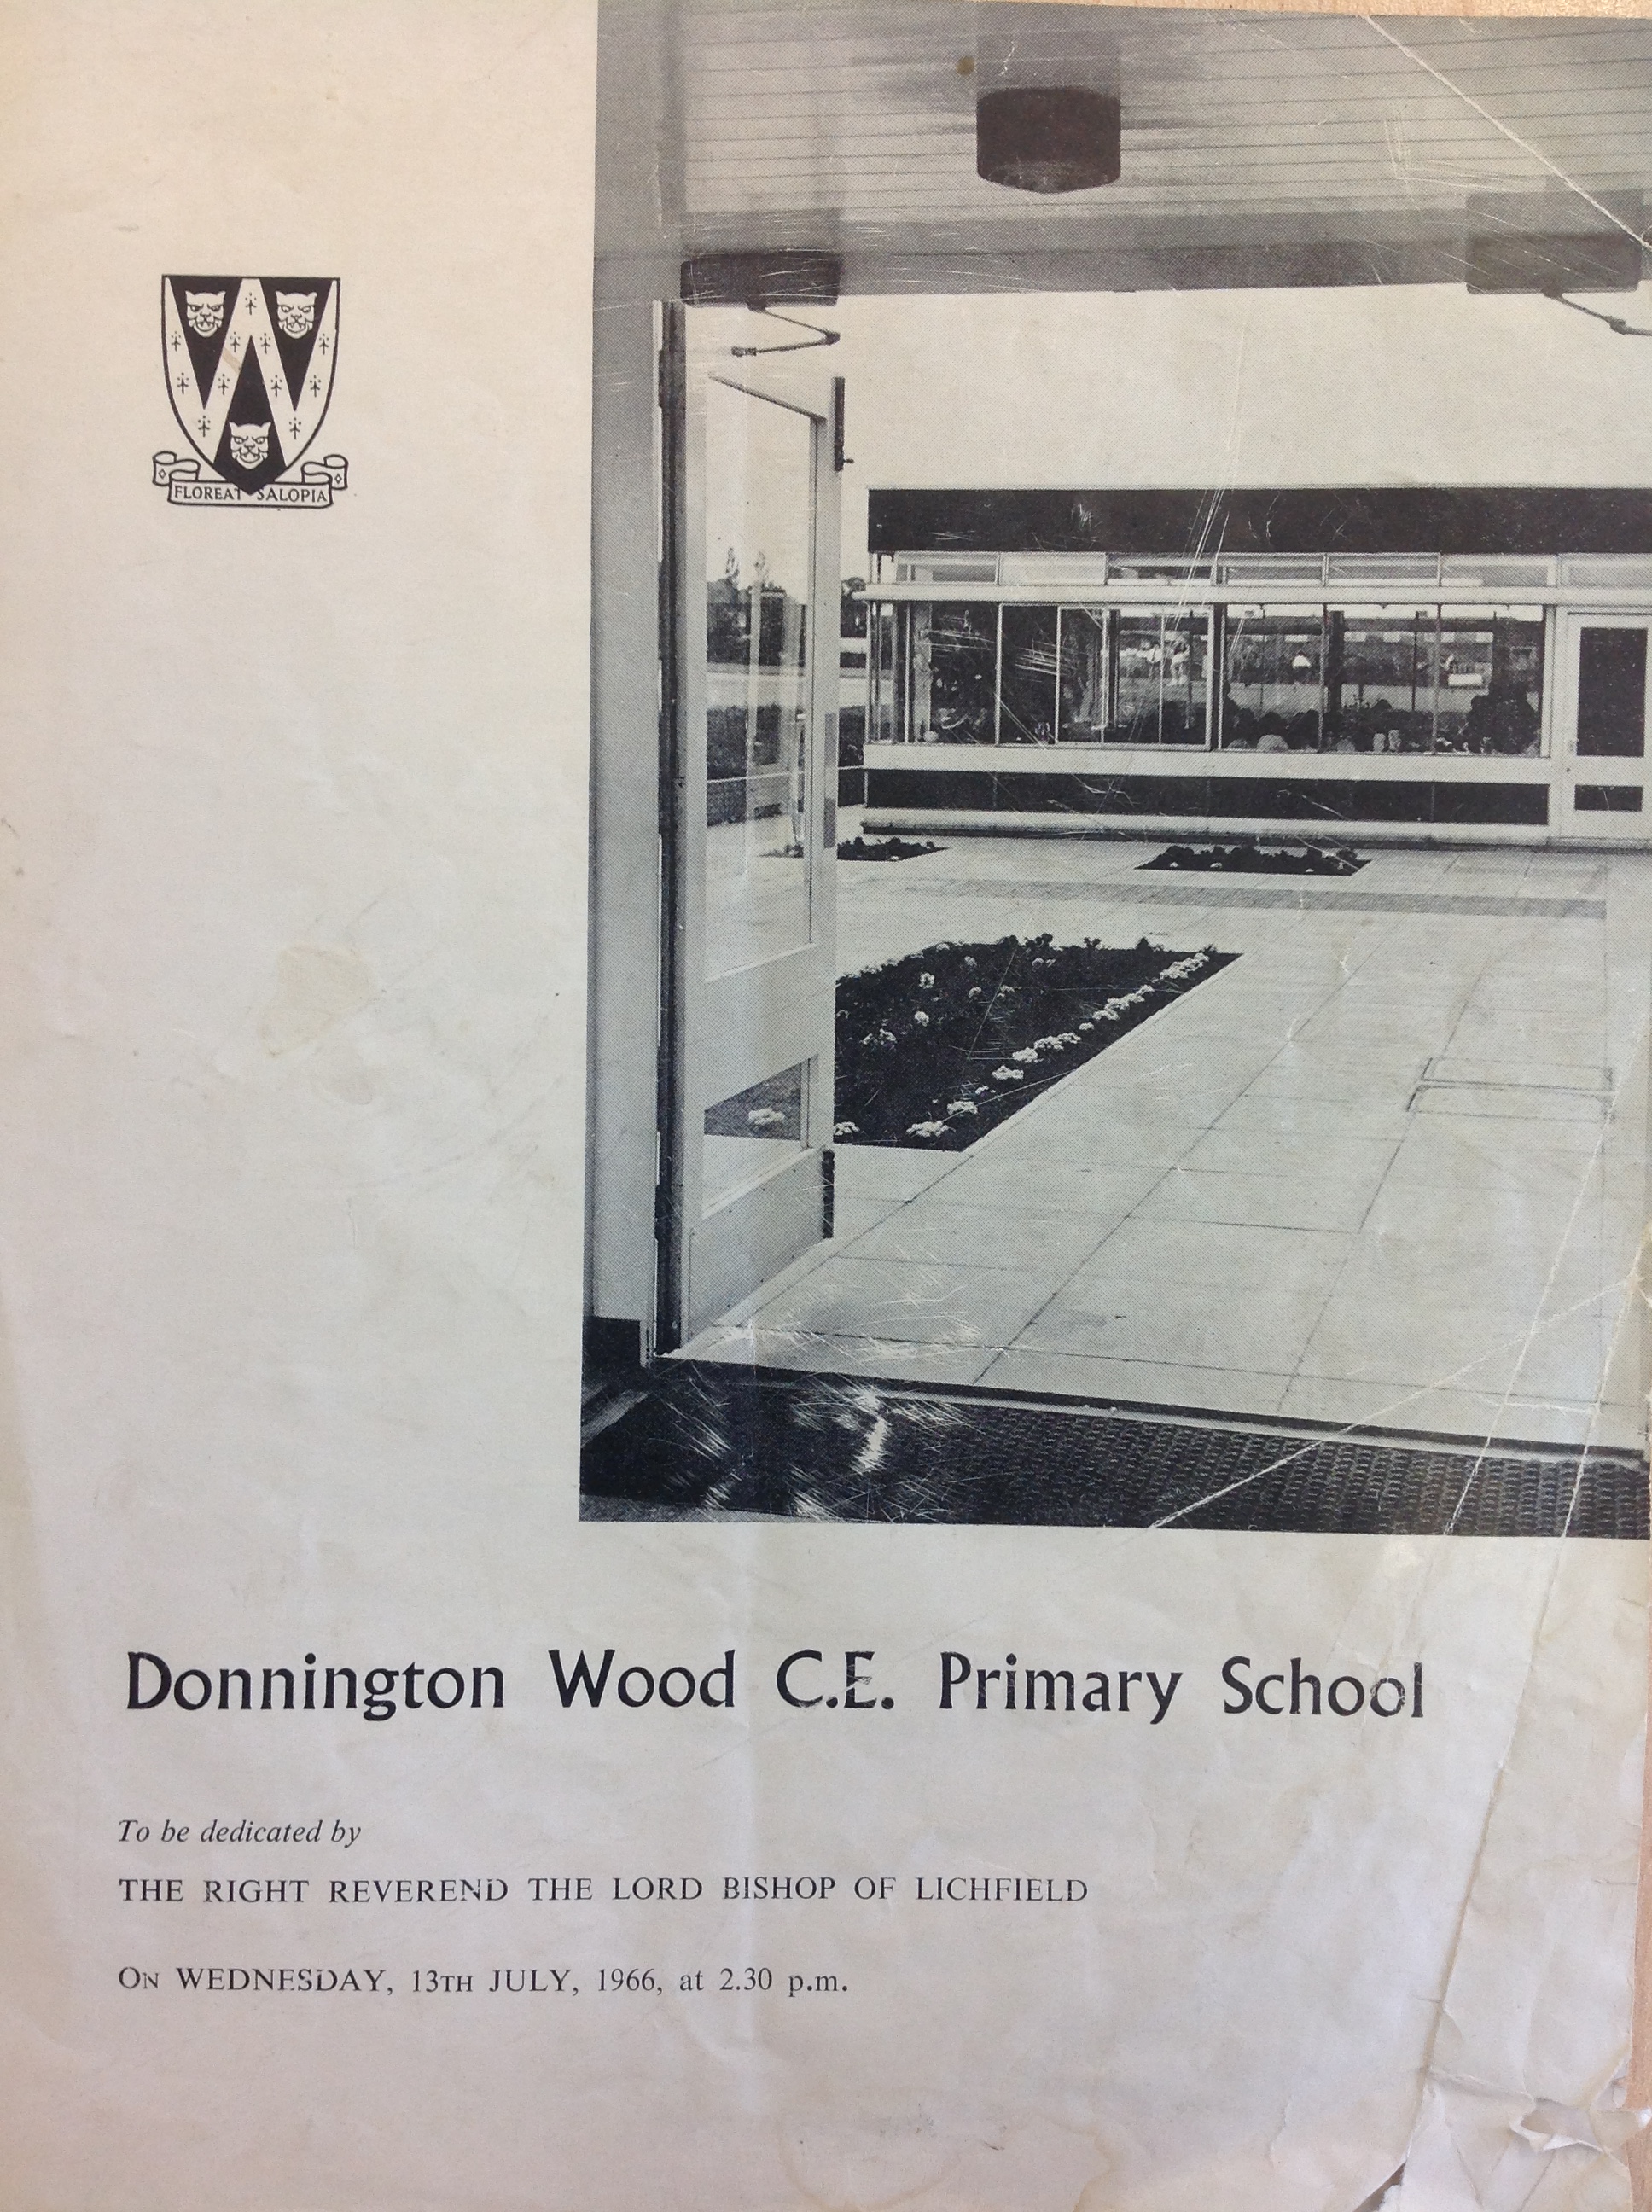 FLOREAT SALOPIA
Donnington Wood C.E. Primary School
To be dedicated by
THE RIGHT REVEREND THE LORD BISHOP OF LICHFIELD
ON WEDNESDAY, 13TH JULY, 1966, at 2.30 p.m.